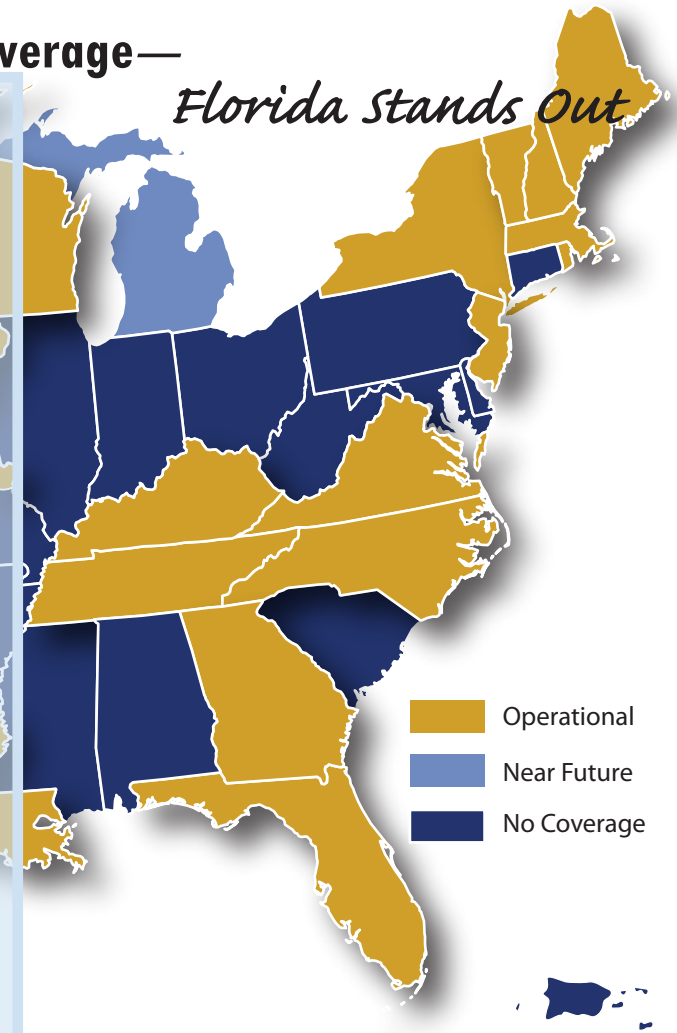 verage—
Florida Stands Out
Operational
Near Future
No Coverage